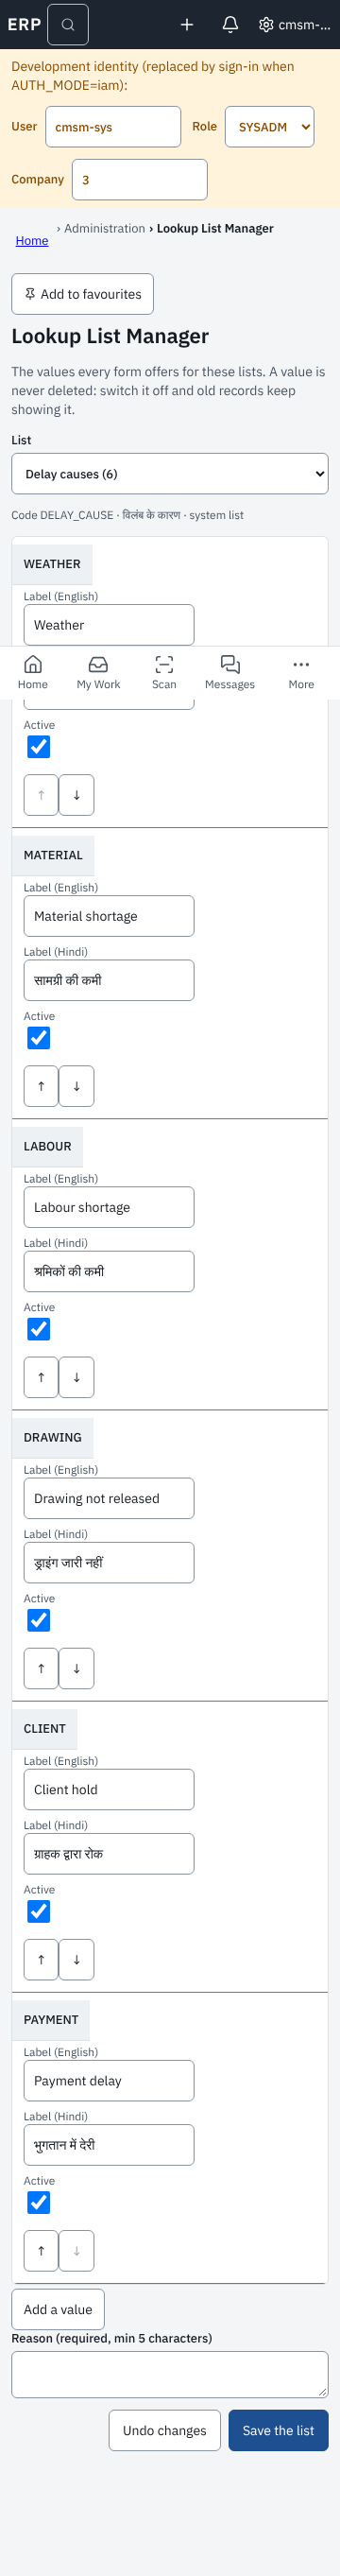 ERP
cmsm-...
Development identity (replaced by sign-in when
AUTH_MODE=iam):
User cmsm-sys Role SYSADM
Company 3
Home › Administration › Lookup List Manager
Add to favourites
Lookup List Manager
The values every form offers for these lists. A value is
never deleted: switch it off and old records keep
showing it.
List
Delay causes (6)
Code DELAY_CAUSE · विलंब के कारण · system list
WEATHER
Label (English)
Weather
Home My Work Scan Messages More
Active
↑ ↓
MATERIAL
Label (English)
Material shortage
Label (Hindi)
सामग्री की कमी
Active
↑ ↓
LABOUR
Label (English)
Labour shortage
Label (Hindi)
श्रमिकों की कमी
Active
↑ ↓
DRAWING
Label (English)
Drawing not released
Label (Hindi)
ड्राइंग जारी नहीं
Active
↑ ↓
CLIENT
Label (English)
Client hold
Label (Hindi)
ग्राहक द्वारा रोक
Active
↑ ↓
PAYMENT
Label (English)
Payment delay
Label (Hindi)
भुगतान में देरी
Active
↑ ↓
Add a value
Reason (required, min 5 characters)
Undo changes Save the list